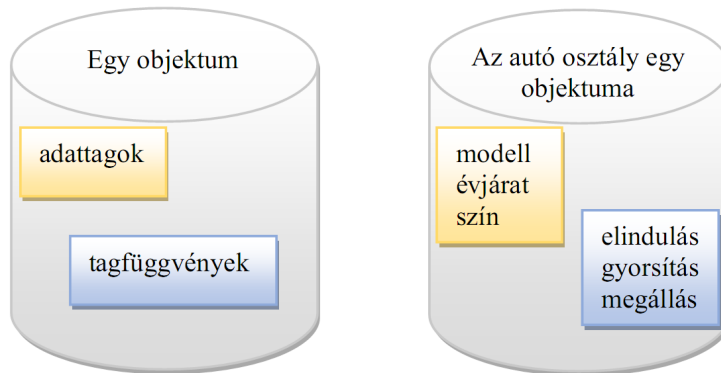 Egy objektum
adattagok
tagfüggvények
Az autó osztály egy
objektuma
modell
évjárat
szín
elindulás
gyorsítás
megállás